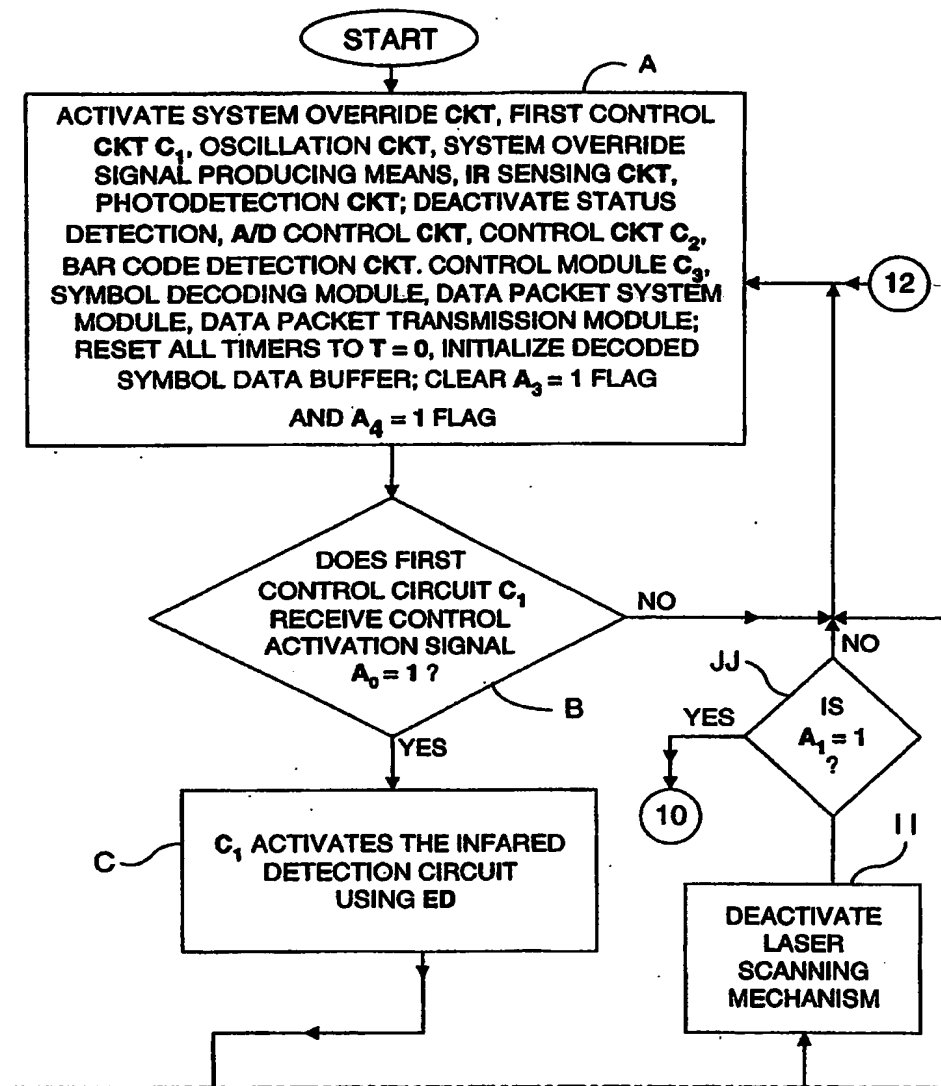 START
A
ACTIVATE SYSTEM OVERRIDE CKT, FIRST CONTROL
CKT C₁, OSCILLATION CKT, SYSTEM OVERRIDE
SIGNAL PRODUCING MEANS, IR SENSING CKT,
PHOTODETECTION CKT; DEACTIVATE STATUS
DETECTION, A/D CONTROL CKT, CONTROL CKT C₂,
BAR CODE DETECTION CKT. CONTROL MODULE C₃,
SYMBOL DECODING MODULE, DATA PACKET SYSTEM
MODULE, DATA PACKET TRANSMISSION MODULE;
RESET ALL TIMERS TO T = 0, INITIALIZE DECODED
SYMBOL DATA BUFFER; CLEAR A₃ = 1 FLAG
AND A₄ = 1 FLAG
12
DOES FIRST
CONTROL CIRCUIT C₁
RECEIVE CONTROL
ACTIVATION SIGNAL
A₀ = 1 ?
B
NO
YES
C
C₁ ACTIVATES THE INFARED
DETECTION CIRCUIT
USING ED
NO
JJ
IS
A₁ = 1
?
YES
10
II
DEACTIVATE
LASER
SCANNING
MECHANISM